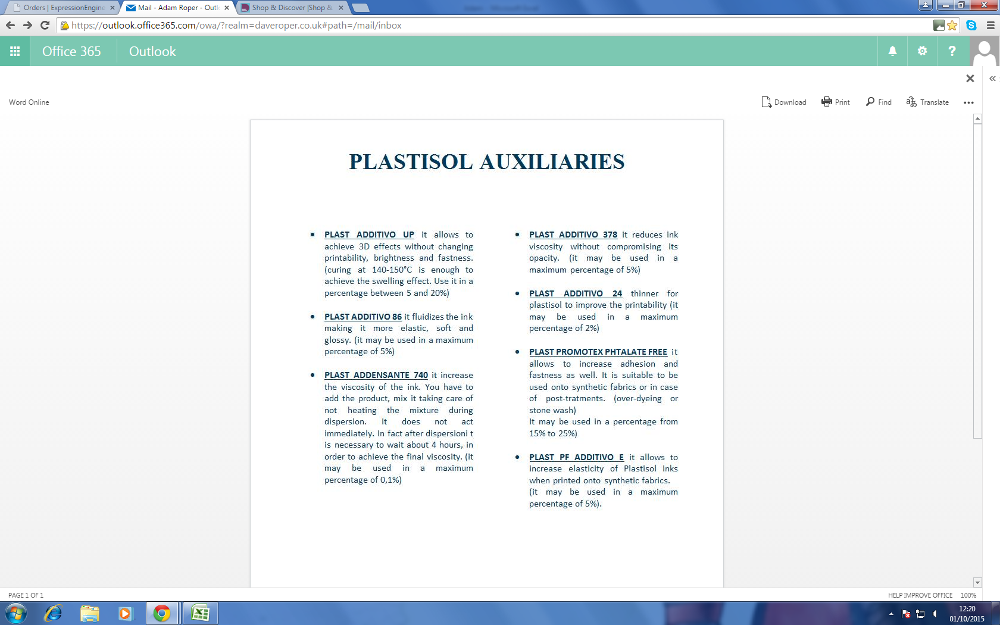 Orders | ExpressionEngine
Mail - Adam Roper - Outl
Shop & Discover |Shop &
https://outlook.office365.com/owa/?realm=daveroper.co.uk#path=/mail/inbox
Office 365
Outlook
?
Word Online
Download
Print
Find
Translate
PLASTISOL AUXILIARIES
• PLAST ADDITIVO UP it allows to
achieve 3D effects without changing
printability, brightness and fastness.
(curing at 140-150°C is enough to
achieve the swelling effect. Use it in a
percentage between 5 and 20%)
• PLAST ADDITIVO 86 it fluidizes the ink
making it more elastic, soft and
glossy. (it may be used in a maximum
percentage of 5%)
• PLAST ADDENSANTE 740 it increase
the viscosity of the ink. You have to
add the product, mix it taking care of
not heating the mixture during
dispersion. It does not act
immediately. In fact after dispersioni t
is necessary to wait about 4 hours, in
order to achieve the final viscosity. (it
may be used in a maximum
percentage of 0,1%)
• PLAST ADDITIVO 378 it reduces ink
viscosity without compromising its
opacity. (it may be used in a
maximum percentage of 5%)
• PLAST ADDITIVO 24 thinner for
plastisol to improve the printability (it
may be used in a maximum
percentage of 2%)
• PLAST PROMOTEX PHTALATE FREE it
allows to increase adhesion and
fastness as well. It is suitable to be
used onto synthetic fabrics or in case
of post-tratments. (over-dyeing or
stone wash)
It may be used in a percentage from
15% to 25%)
• PLAST PF ADDITIVO E it allows to
increase elasticity of Plastisol inks
when printed onto synthetic fabrics.
(it may be used in a maximum
percentage of 5%).
PAGE 1 OF 1
HELP IMPROVE OFFICE
100%
12:20
01/10/2015